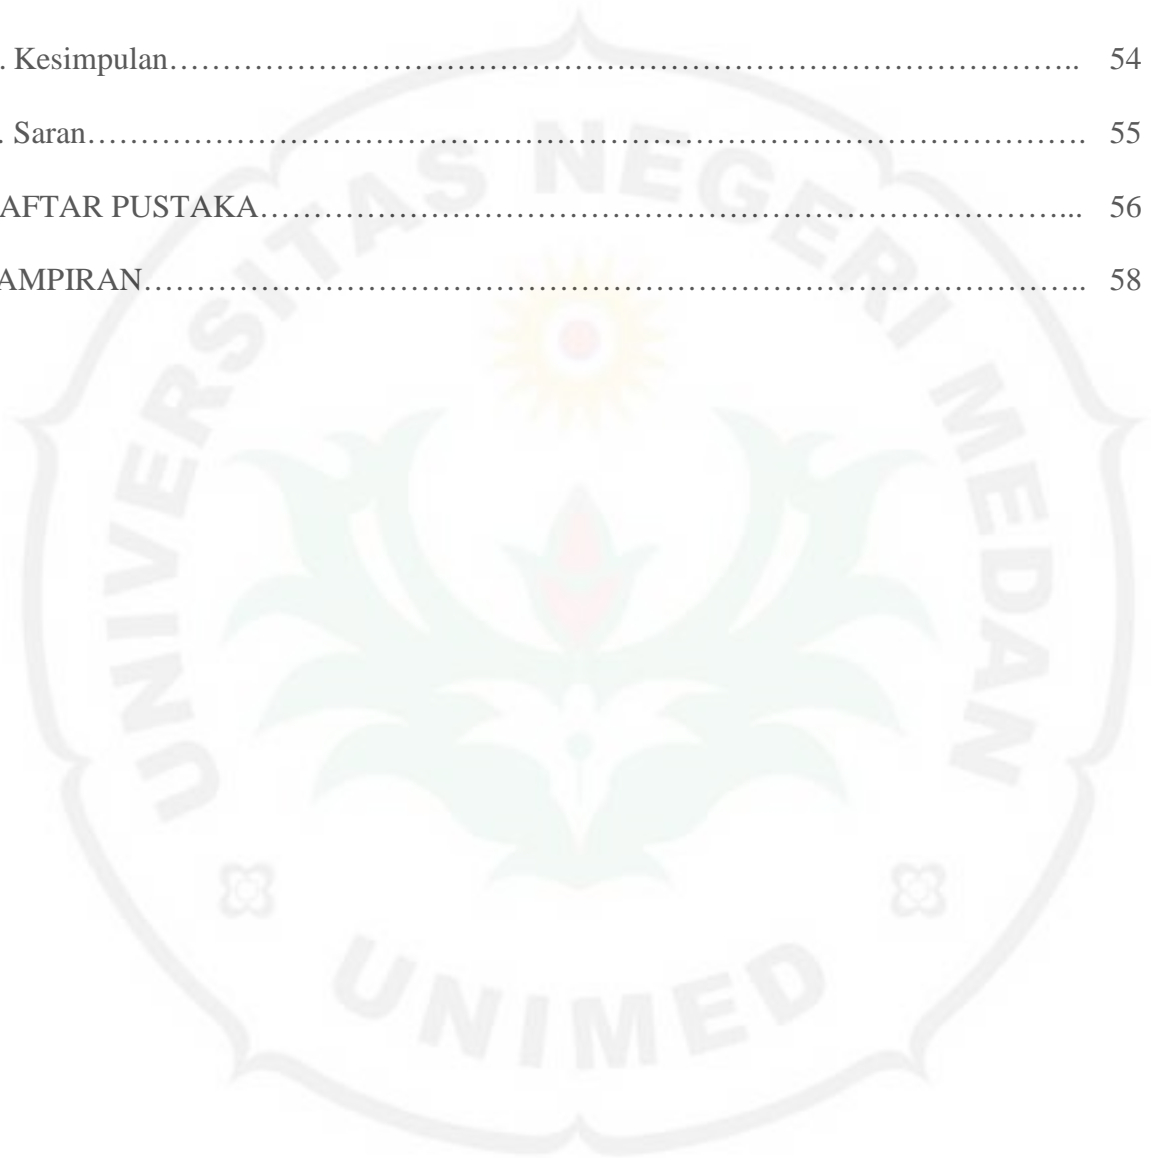 . Kesimpulan…………………………………………………………………………….. 54
. Saran………………………………………………………………………………. 55
AFTAR PUSTAKA…………………………………………………………………... 56
AMPIRAN…………………………………………………………………………….. 58
UNIVERSITAS NEGERI MEDAN
UNIMED